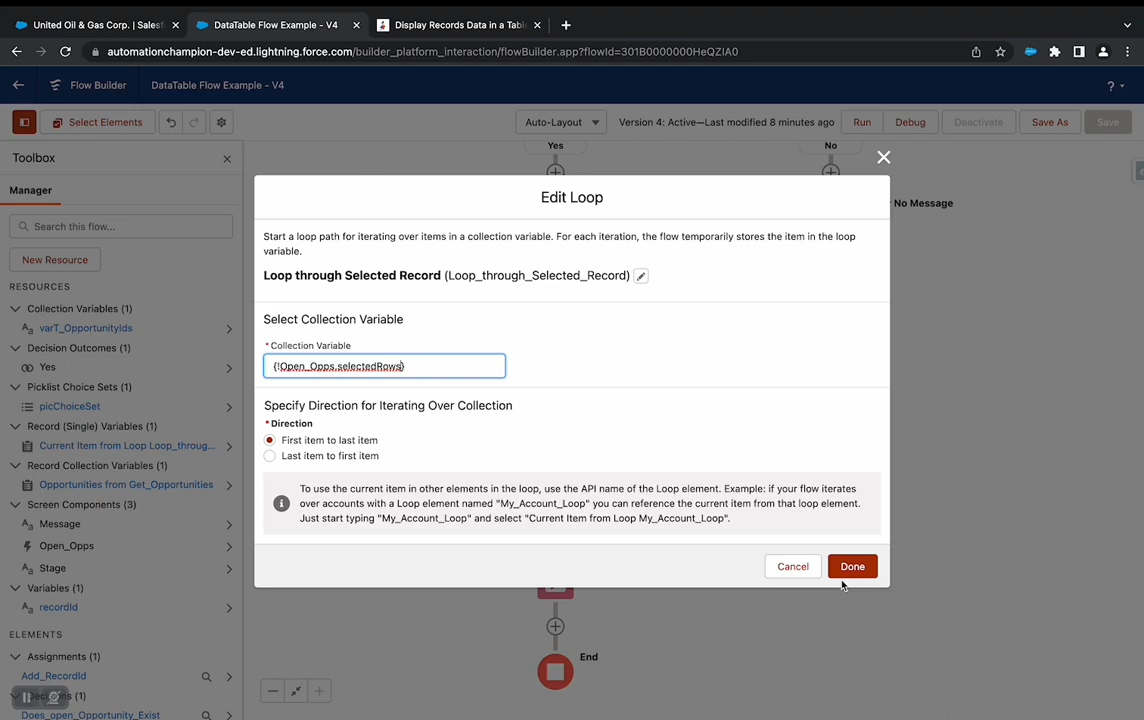 United Oil & Gas Corp. | Salesf
DataTable Flow Example - V4
Display Records Data in a Table
automationchampion-dev-ed.lightning.force.com/builder_platform_interaction/flowBuilder.app?flowId=301B0000000HeQZIA0
Flow Builder
DataTable Flow Example - V4
?
Select Elements
Auto-Layout
Version 4: Active—Last modified 8 minutes ago
Run
Debug
Deactivate
Save As
Save
Toolbox
Manager
Search this flow...
New Resource
RESOURCES
Collection Variables (1)
varT_OpportunityIds
Decision Outcomes (1)
Yes
Picklist Choice Sets (1)
picChoiceSet
Record (Single) Variables (1)
Current Item from Loop Loop_throug...
Record Collection Variables (1)
Opportunities from Get_Opportunities
Screen Components (3)
Message
Open_Opps
Stage
Variables (1)
recordId
ELEMENTS
Assignments (1)
Add_RecordId
(1)
Does_open_Opportunity_Exist
Yes
No
No Message
Edit Loop
Start a loop path for iterating over items in a collection variable. For each iteration, the flow temporarily stores the item in the loop
variable.
Loop through Selected Record (Loop_through_Selected_Record)
Select Collection Variable
* Collection Variable
{!Open_Opps.selectedRows}
Specify Direction for Iterating Over Collection
* Direction
First item to last item
Last item to first item
To use the current item in other elements in the loop, use the API name of the Loop element. Example: if your flow iterates
over accounts with a Loop element named "My_Account_Loop" you can reference the current item from that loop element.
Just start typing "My_Account_Loop" and select "Current Item from Loop My_Account_Loop".
Cancel
Done
End